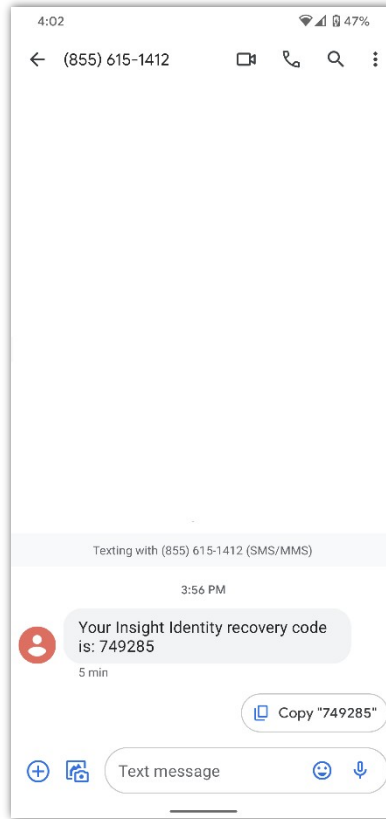 4:02 47%
(855) 615-1412
Texting with (855) 615-1412 (SMS/MMS)
3:56 PM
Your Insight Identity recovery code
is: 749285
5 min
Copy "749285"
Text message